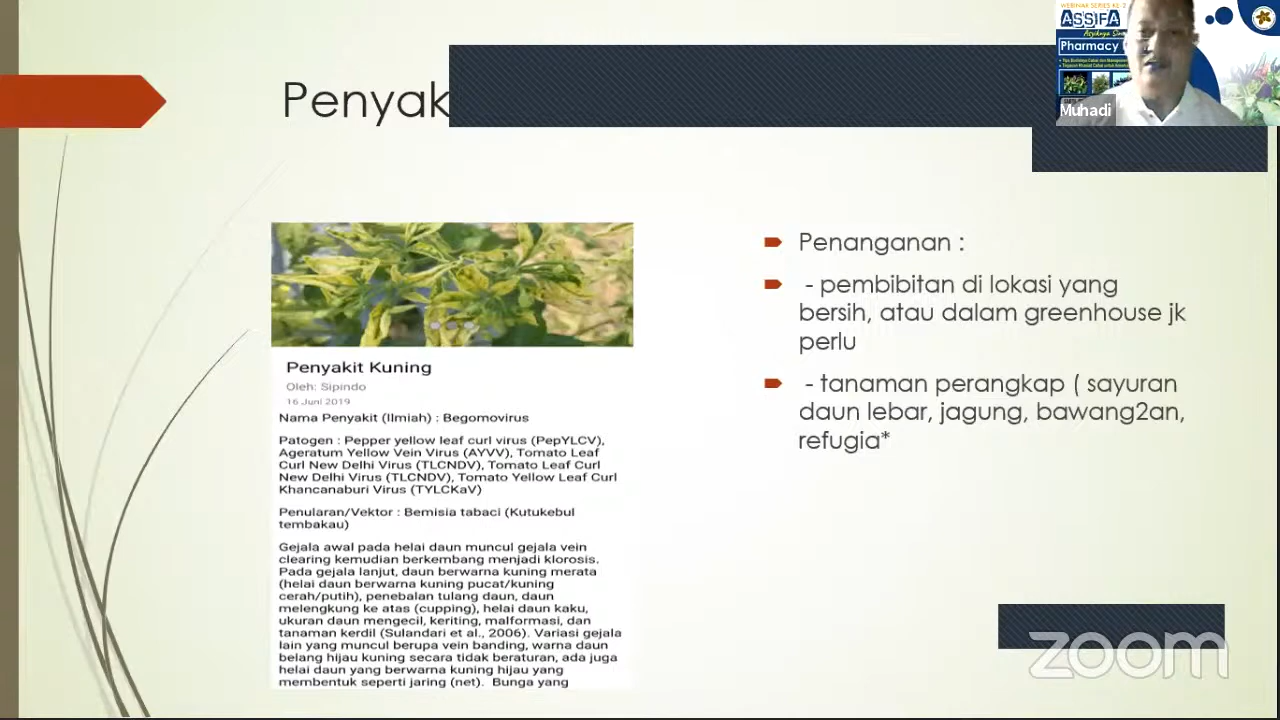 WEBINAR SERIES KE-2
ASSIFA
Pharmacy
Muhadi
Penyak
Penyakit Kuning
Oleh: Sipindo
16 Juni 2019
Nama Penyakit (Ilmiah) : Begomovirus
Patogen : Pepper yellow leaf curl virus (PepYLCV),
Ageratum Yellow Vein Virus (AYVV), Tomato Leaf
Curl New Delhi Virus (TLCNDV), Tomato Leaf Curl
New Delhi Virus (TLCNDV), Tomato Yellow Leaf Curl
Khancanaburi Virus (TYLCKaV)
Penularan/Vektor : Bemisia tabaci (Kutukebul
tembakau)
Gejala awal pada helai daun muncul gejala vein
clearing kemudian berkembang menjadi klorosis.
Pada gejala lanjut, daun berwarna kuning merata
(helai daun berwarna kuning pucat/kuning
cerah/putih), penebalan tulang daun, daun
melengkung ke atas (cupping), helai daun kaku,
ukuran daun mengecil, keriting, malformasi, dan
tanaman kerdil (Sulandari et al., 2006). Variasi gejala
lain yang muncul berupa vein banding, warna daun
belang hijau kuning secara tidak beraturan, ada juga
helai daun yang berwarna kuning hijau yang
membentuk seperti jaring (net). Bunga yang
Penanganan :
- pembibitan di lokasi yang
bersih, atau dalam greenhouse jk
perlu
- tanaman perangkap ( sayuran
daun lebar, jagung, bawang2an,
refugia*
zoom